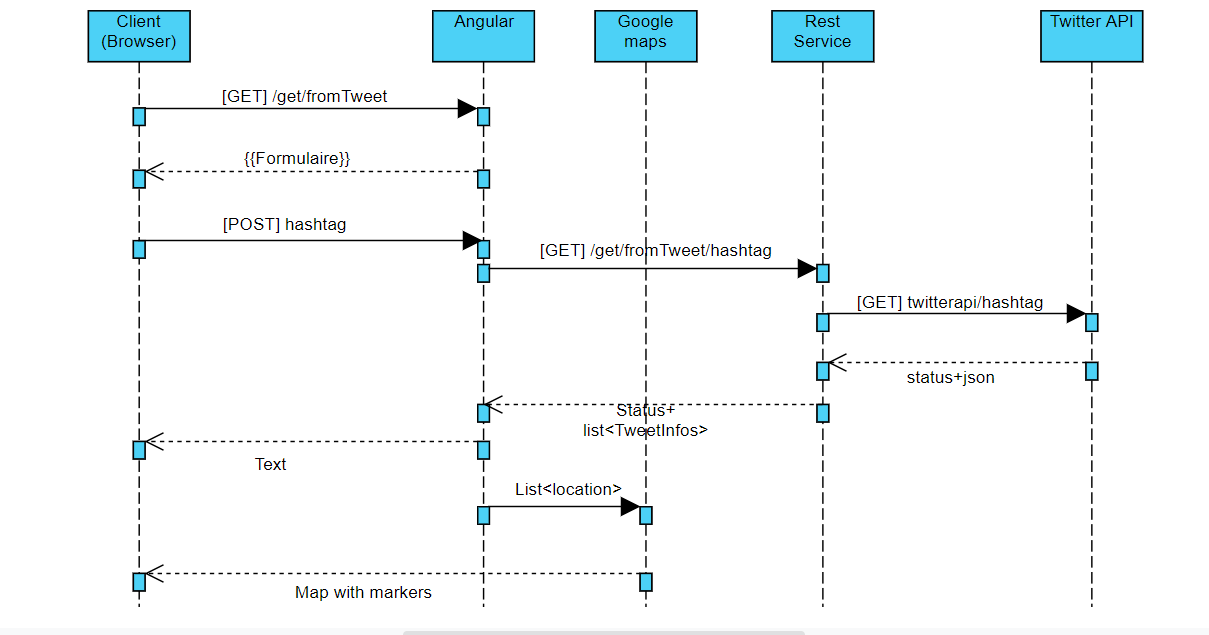 Client
(Browser)
Angular
Google
maps
Rest
Service
Twitter API
[GET] /get/fromTweet
{{Formulaire}}
[POST] hashtag
[GET] /get/fromTweet/hashtag
[GET] twitterapi/hashtag
status+json
Status+
list<TweetInfos>
Text
List<location>
Map with markers